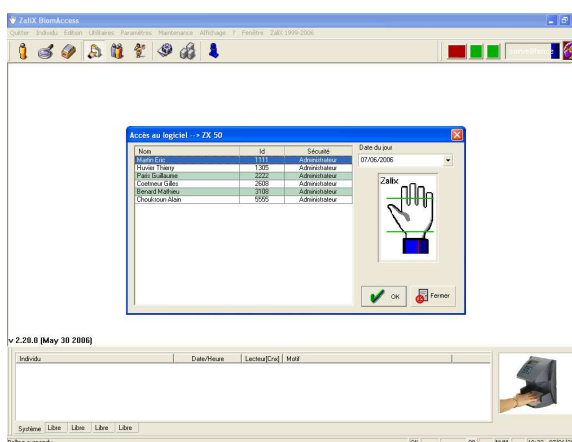 ZaliX BiomAccess
Quitter Individu Edition Utilitaires Paramètres Maintenance Affichage ? Fenêtre Zalix 1999-2006
Accès au logiciel --> ZX 50
Nom Id Sécurité
Martin Eric 1111 Administrateur
Huvier Thierry 1305 Administrateur
Paris Guillaume 2222 Administrateur
Coetmeur Gilles 2608 Administrateur
Benard Mathieu 3108 Administrateur
Choukroun Alain 5555 Administrateur
Date du jour
07/06/2006
Zalix
OK
Fermer
v 2.20.0 (May 30 2006)
Individu Date/Heure Lecteur[Cnx] Motif
Système Libre Libre Libre Libre